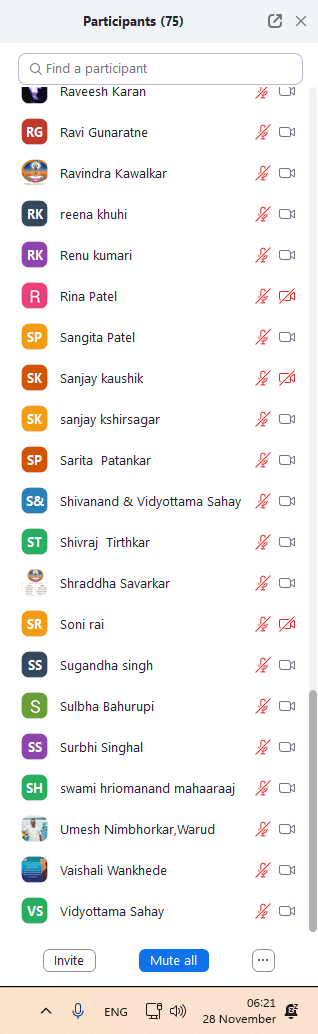 Participants (75)
Find a participant
Raveesh Karan
RG Ravi Gunaratne
Ravindra Kawalkar
RK reena khuhi
RK Renu kumari
R Rina Patel
SP Sangita Patel
SK Sanjay kaushik
SK sanjay kshirsagar
SP Sarita Patankar
S& Shivanand & Vidyottama Sahay
ST Shivraj Tirthkar
Shraddha Savarkar
SR Soni rai
SS Sugandha singh
S Sulbha Bahurupi
SS Surbhi Singhal
SH swami hriomanand mahaaraaj
Umesh Nimbhorkar,Warud
Vaishali Wankhede
VS Vidyottama Sahay
Invite Mute all ...
ENG 06:21
28 November